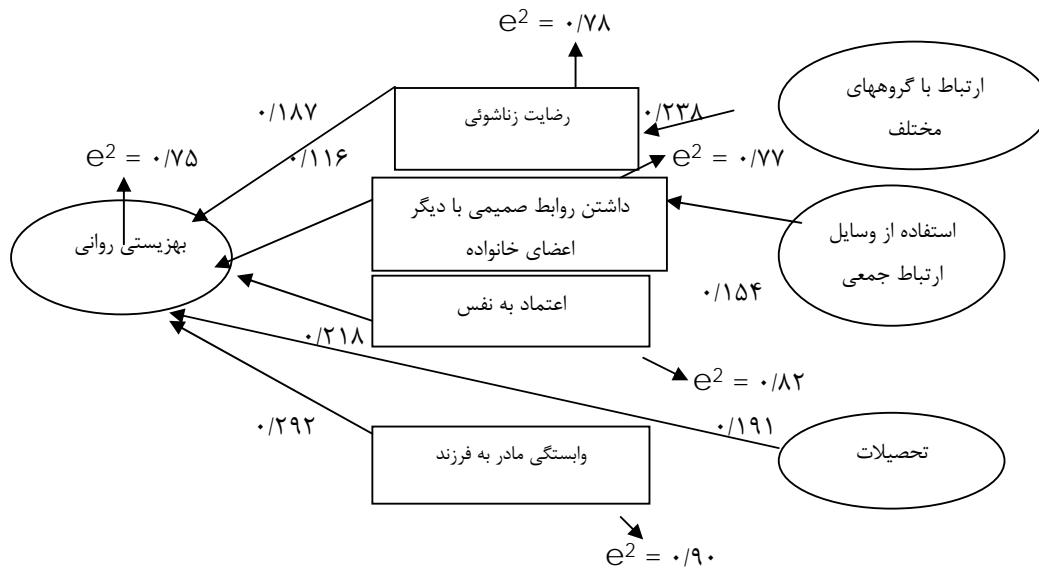 e² = ۰/۷۸
ارتباط با گروههای
مختلف
۰/۲۳۸
رضایت زناشوئی
۰/۱۸۷
e² = ۰/۷۷
۰/۱۱۶
e² = ۰/۷۵
داشتن روابط صمیمی با دیگر
اعضای خانواده
استفاده از وسایل
ارتباط جمعی
بهزیستی روانی
۰/۱۵۴
اعتماد به نفس
۰/۲۱۸
e² = ۰/۸۲
۰/۱۹۱
۰/۲۹۲
تحصیلات
وابستگی مادر به فرزند
e² = ۰/۹۰